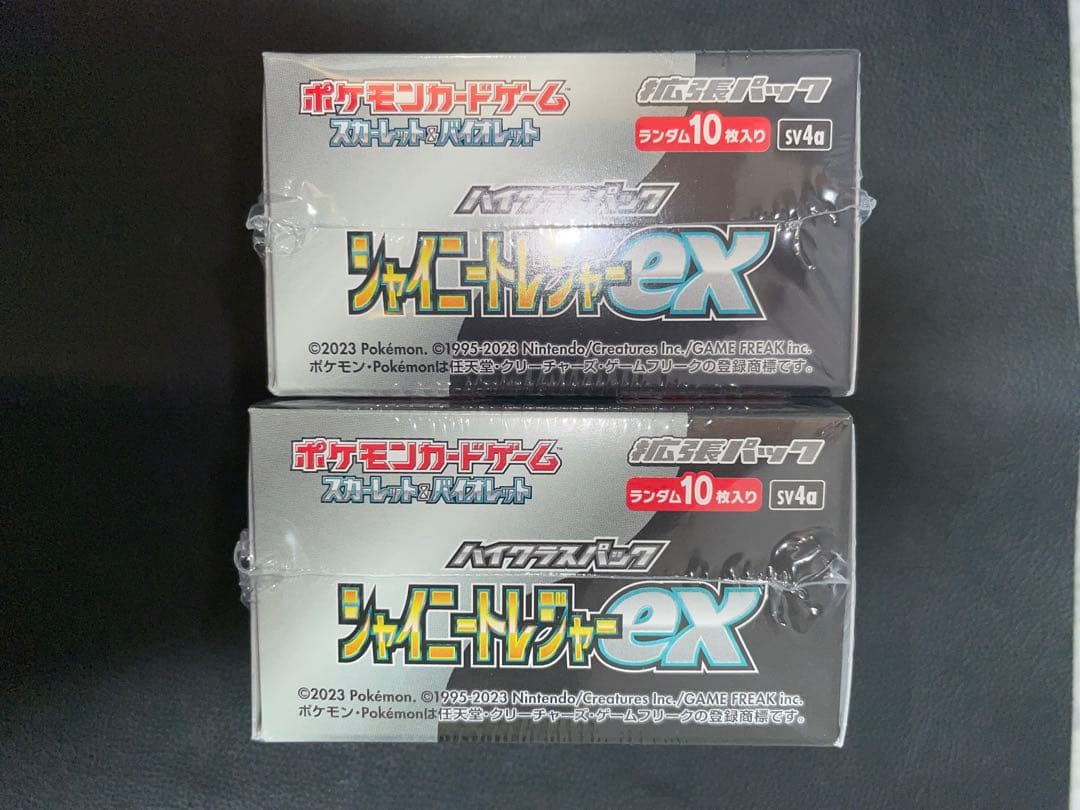 ポケモンカードゲーム™
拡張パック
スカーレット&バイオレット
ランダム10枚入り
sv4a
ハイクラスパック
シャイニートレジャーex
©2023 Pokémon. ©1995-2023 Nintendo/Creatures Inc./GAME FREAK inc.
ポケモン・Pokémonは任天堂・クリーチャーズ・ゲームフリークの登録商標です。
ポケモンカードゲーム™
拡張パック
スカーレット&バイオレット
ランダム10枚入り
sv4a
ハイクラスパック
シャイニートレジャーex
©2023 Pokémon. ©1995-2023 Nintendo/Creatures Inc./GAME FREAK inc.
ポケモン・Pokémonは任天堂・クリーチャーズ・ゲームフリークの登録商標です。